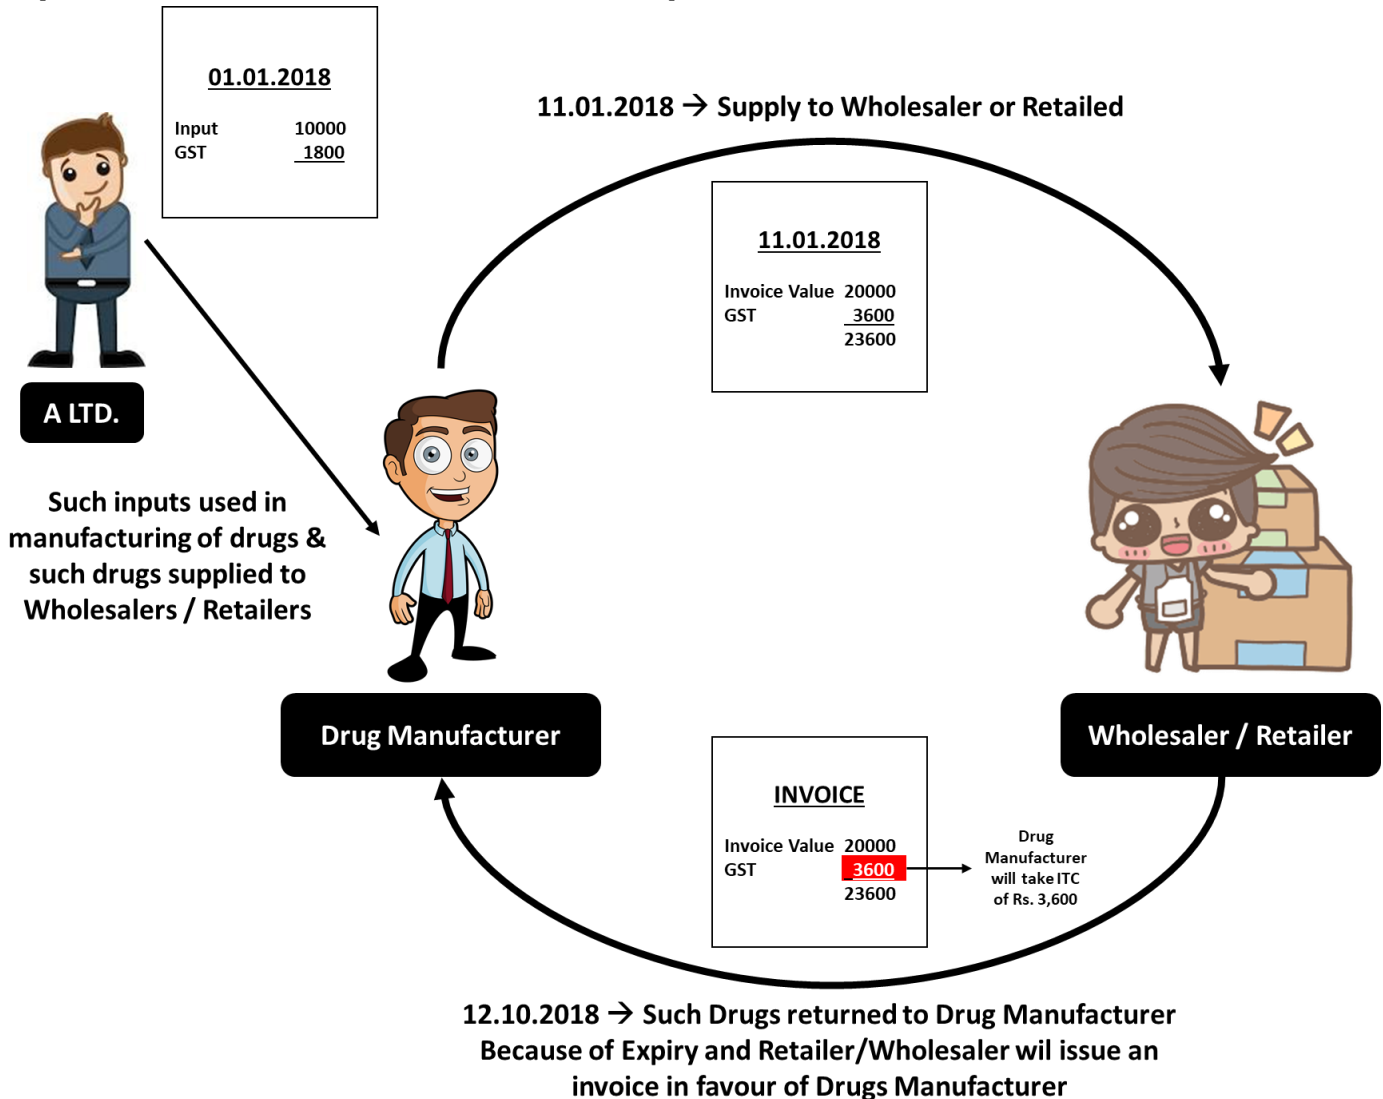 01.01.2018
Input 10000
GST 1800
11.01.2018 → Supply to Wholesaler or Retailed
11.01.2018
Invoice Value 20000
GST 3600
23600
A LTD.
Such inputs used in
manufacturing of drugs &
such drugs supplied to
Wholesalers / Retailers
Drug Manufacturer
Wholesaler / Retailer
INVOICE
Invoice Value 20000
GST 3600
23600
Drug
Manufacturer
will take ITC
of Rs. 3,600
12.10.2018 → Such Drugs returned to Drug Manufacturer
Because of Expiry and Retailer/Wholesaler wil issue an
invoice in favour of Drugs Manufacturer